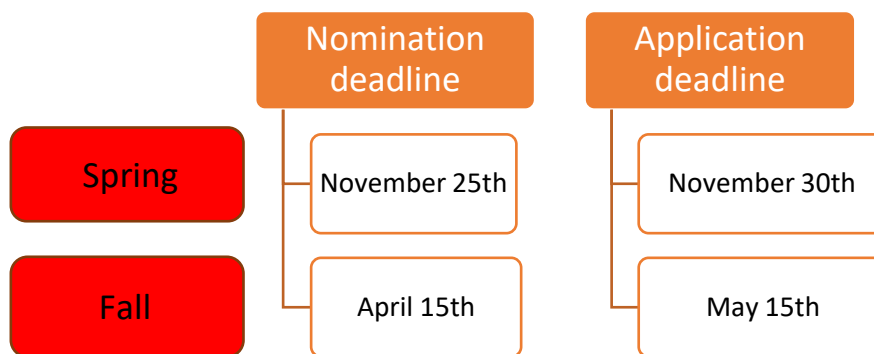 Nomination
deadline
Application
deadline
Spring
November 25th
November 30th
Fall
April 15th
May 15th